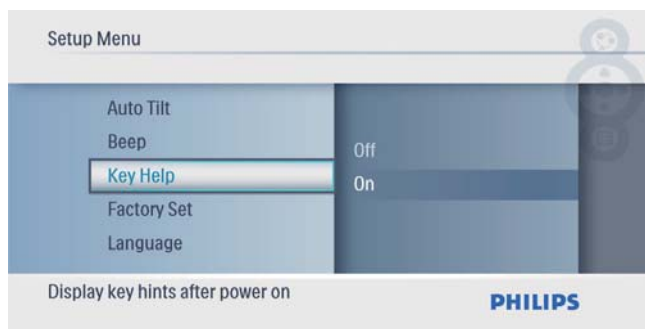 Setup Menu
Auto Tilt
Beep
Key Help
Factory Set
Language
Off
On
Display key hints after power on
PHILIPS